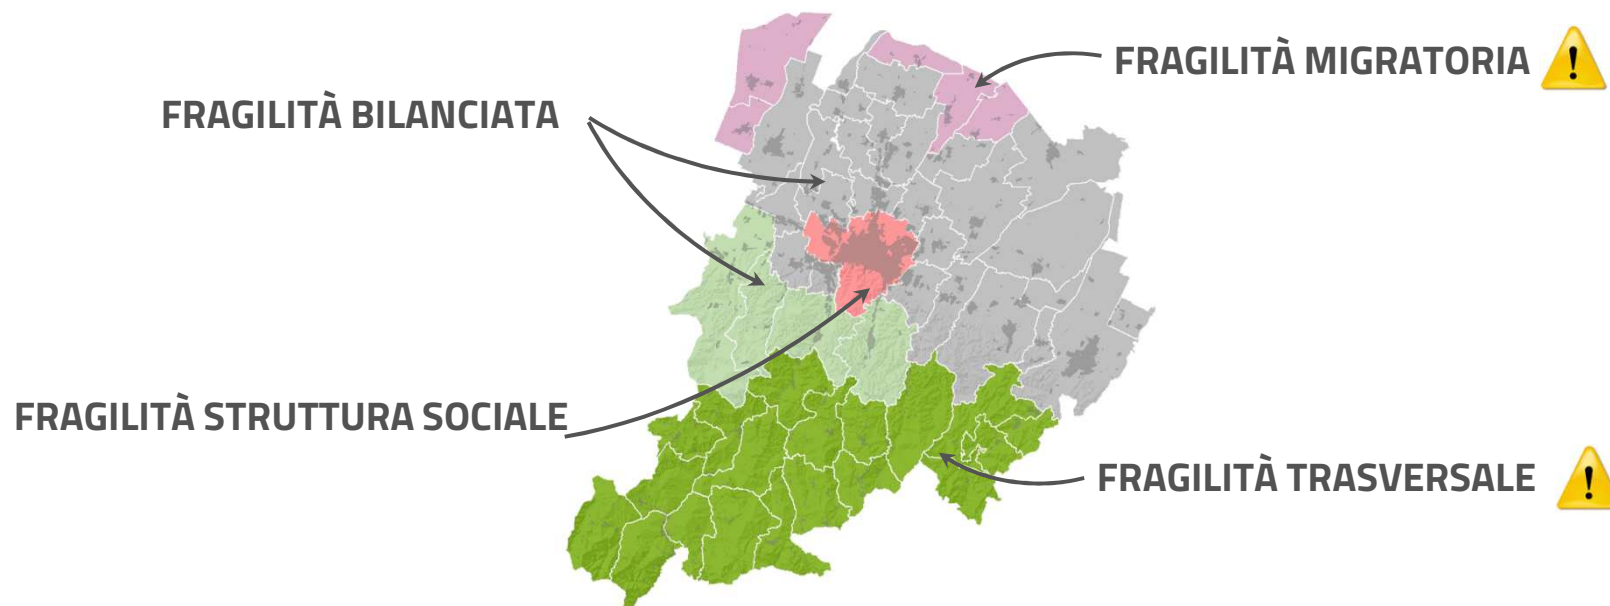 FRAGILITÀ MIGRATORIA
FRAGILITÀ BILANCIATA
FRAGILITÀ STRUTTURA SOCIALE
FRAGILITÀ TRASVERSALE